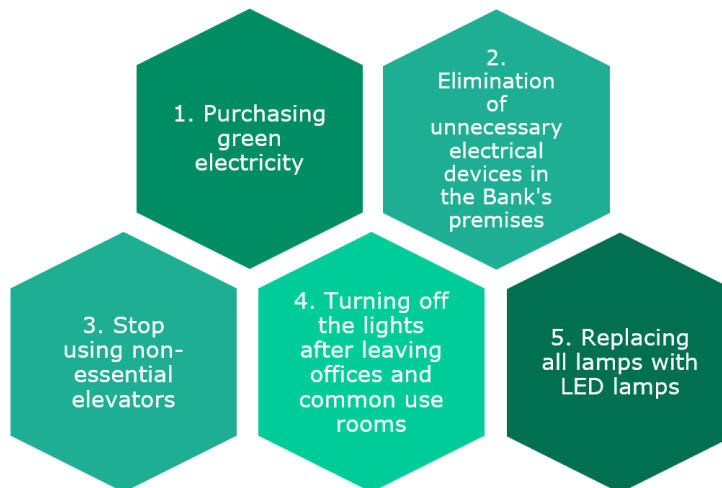 1. Purchasing
green
electricity
2.
Elimination
of
unnecessary
electrical
devices in
the Bank's
premises
3. Stop
using non-
essential
elevators
4. Turning off
the lights
after leaving
offices and
common use
rooms
5. Replacing
all lamps with
LED lamps